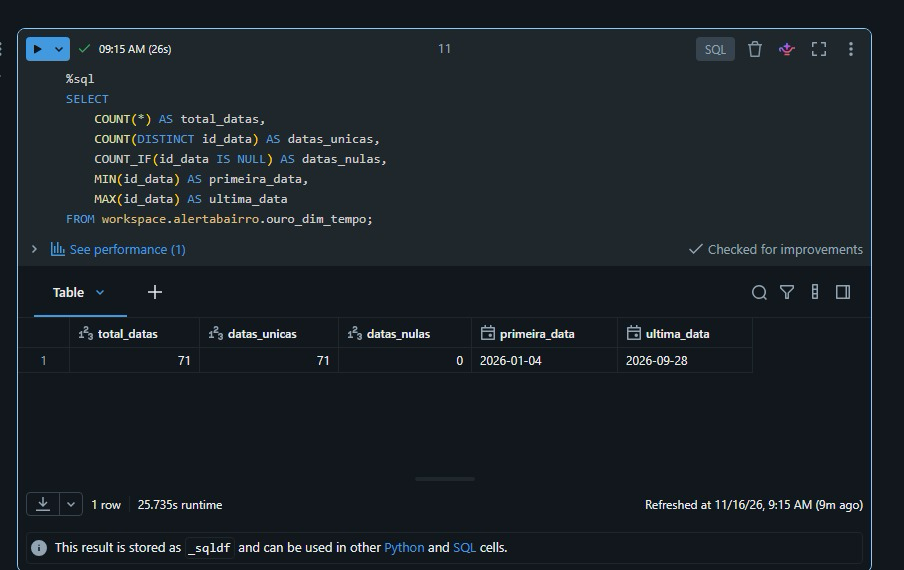 09:15 AM (26s)
11
SQL
%sql
SELECT
COUNT(*) AS total_datas,
COUNT(DISTINCT id_data) AS datas_unicas,
COUNT_IF(id_data IS NULL) AS datas_nulas,
MIN(id_data) AS primeira_data,
MAX(id_data) AS ultima_data
FROM workspace.alertabairro.ouro_dim_tempo;
See performance (1)
Checked for improvements
Table
total_datas datas_unicas datas_nulas primeira_data ultima_data
1 71 71 0 2026-01-04 2026-09-28
1 row 25.735s runtime
Refreshed at 11/16/26, 9:15 AM (9m ago)
This result is stored as _sqldf and can be used in other Python and SQL cells.